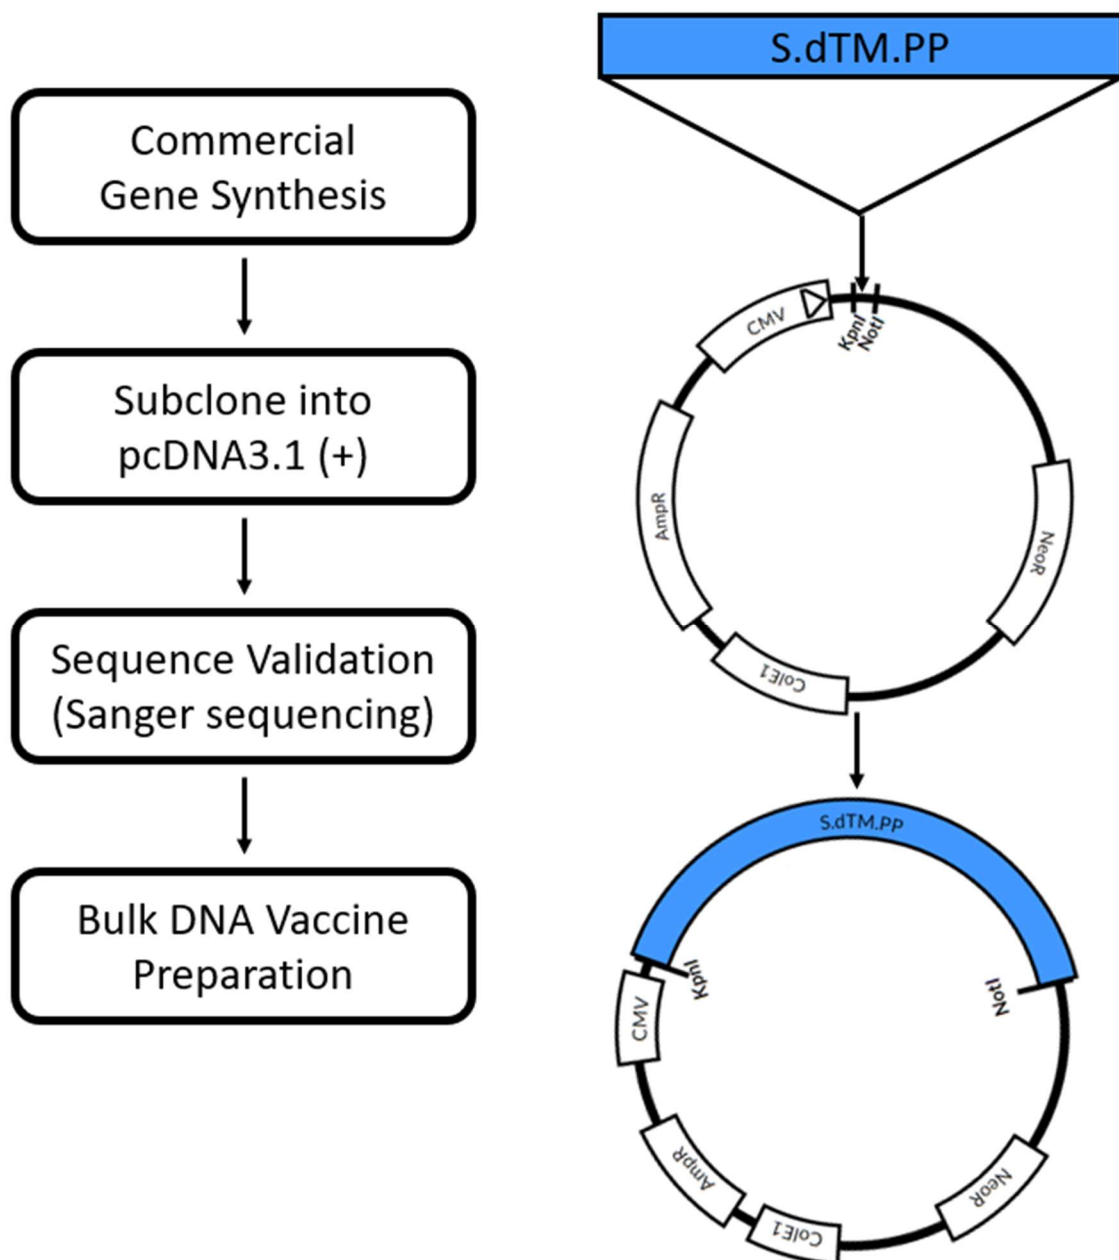 Commercial
Gene Synthesis
Subclone into
pcDNA3.1 (+)
Sequence Validation
(Sanger sequencing)
Bulk DNA Vaccine
Preparation
S.dTM.PP
CMV
KpnI
NotI
AmpR
NeoR
ColE1
S.dTM.PP
KpnI
NotI
CMV
AmpR
NeoR
ColE1